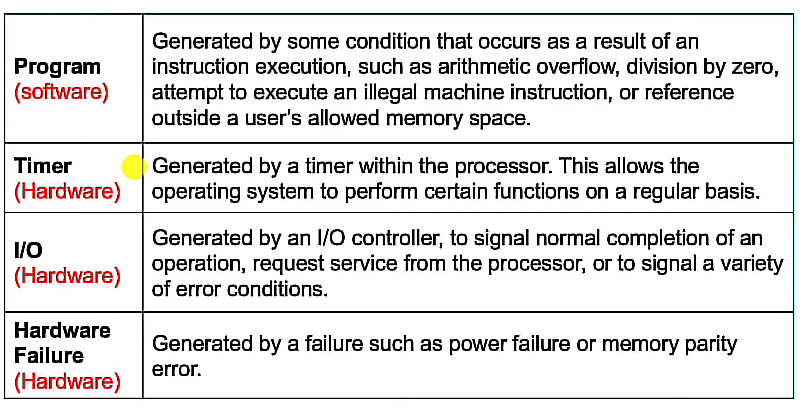 Program
(software)
Generated by some condition that occurs as a result of an
instruction execution, such as arithmetic overflow, division by zero,
attempt to execute an illegal machine instruction, or reference
outside a user's allowed memory space.
Timer
(Hardware)
Generated by a timer within the processor. This allows the
operating system to perform certain functions on a regular basis.
I/O
(Hardware)
Generated by an I/O controller, to signal normal completion of an
operation, request service from the processor, or to signal a variety
of error conditions.
Hardware
Failure
(Hardware)
Generated by a failure such as power failure or memory parity
error.